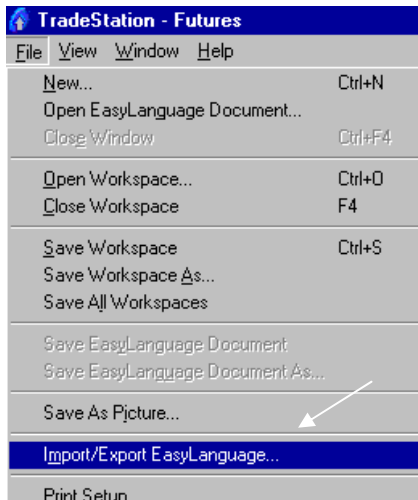 TradeStation - Futures
File View Window Help
New... Ctrl+N
Open EasyLanguage Document...
Close Window Ctrl+F4
Open Workspace... Ctrl+O
Close Workspace F4
Save Workspace Ctrl+S
Save Workspace As...
Save All Workspaces
Save EasyLanguage Document
Save EasyLanguage Document As...
Save As Picture...
Import/Export EasyLanguage...
Print Setup